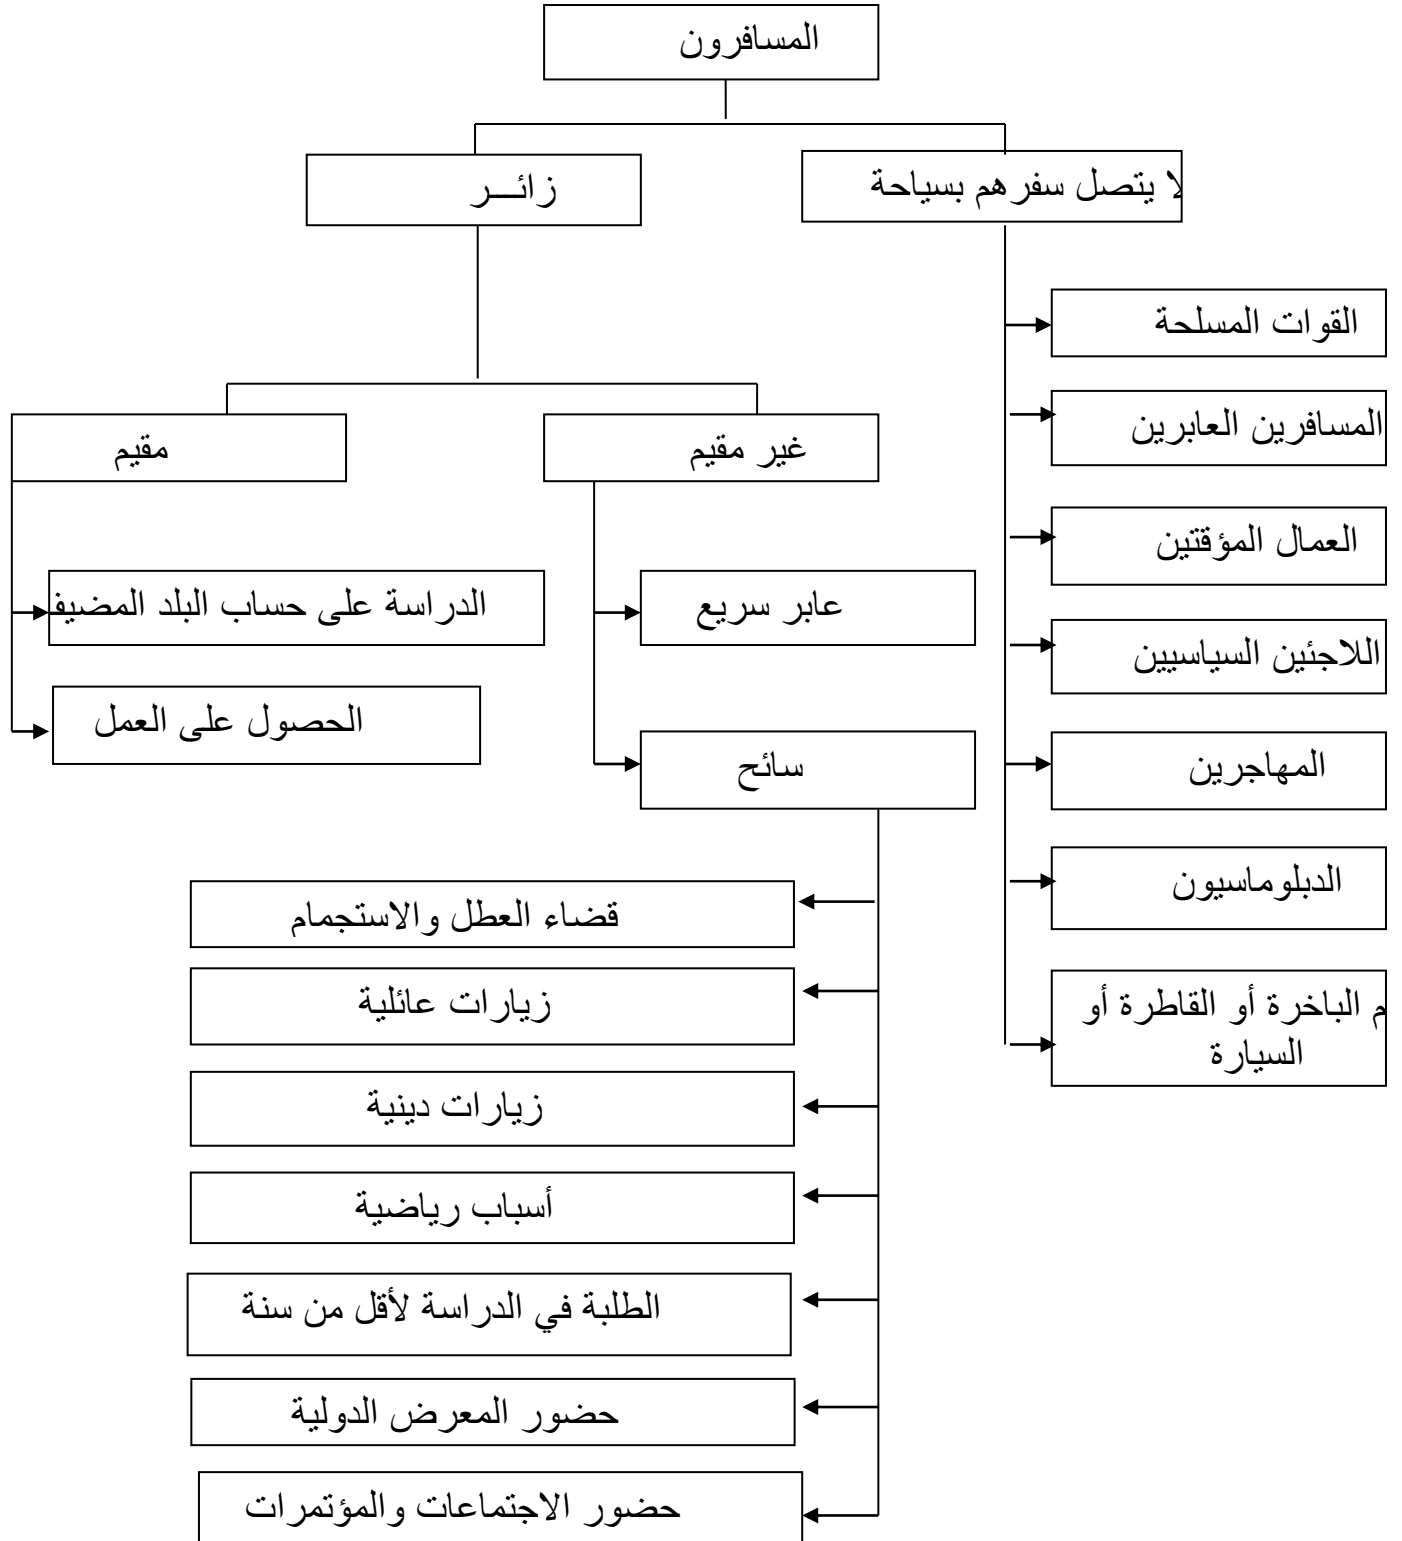 المسافرون
لا يتصل سفرهم بسياحة
زائــر
القوات المسلحة
المسافرين العابرين
العمال المؤقتين
اللاجئين السياسيين
المهاجرين
الدبلوماسيون
م الباخرة أو القاطرة أو
السيارة
غير مقيم
مقيم
عابر سريع
سائح
الدراسة على حساب البلد المضيف
الحصول على العمل
قضاء العطل والاستجمام
زيارات عائلية
زيارات دينية
أسباب رياضية
الطلبة في الدراسة لأقل من سنة
حضور المعرض الدولية
حضور الاجتماعات والمؤتمرات